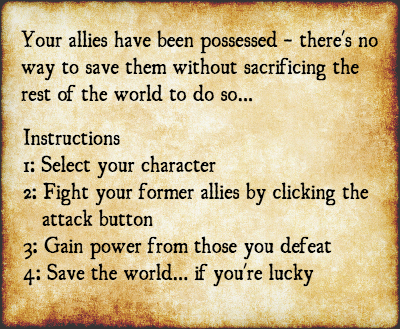 Your allies have been possessed - there's no
way to save them without sacrificing the
rest of the world to do so...
Instructions
1: Select your character
2: Fight your former allies by clicking the
attack button
3: Gain power from those you defeat
4: Save the world... if you're lucky